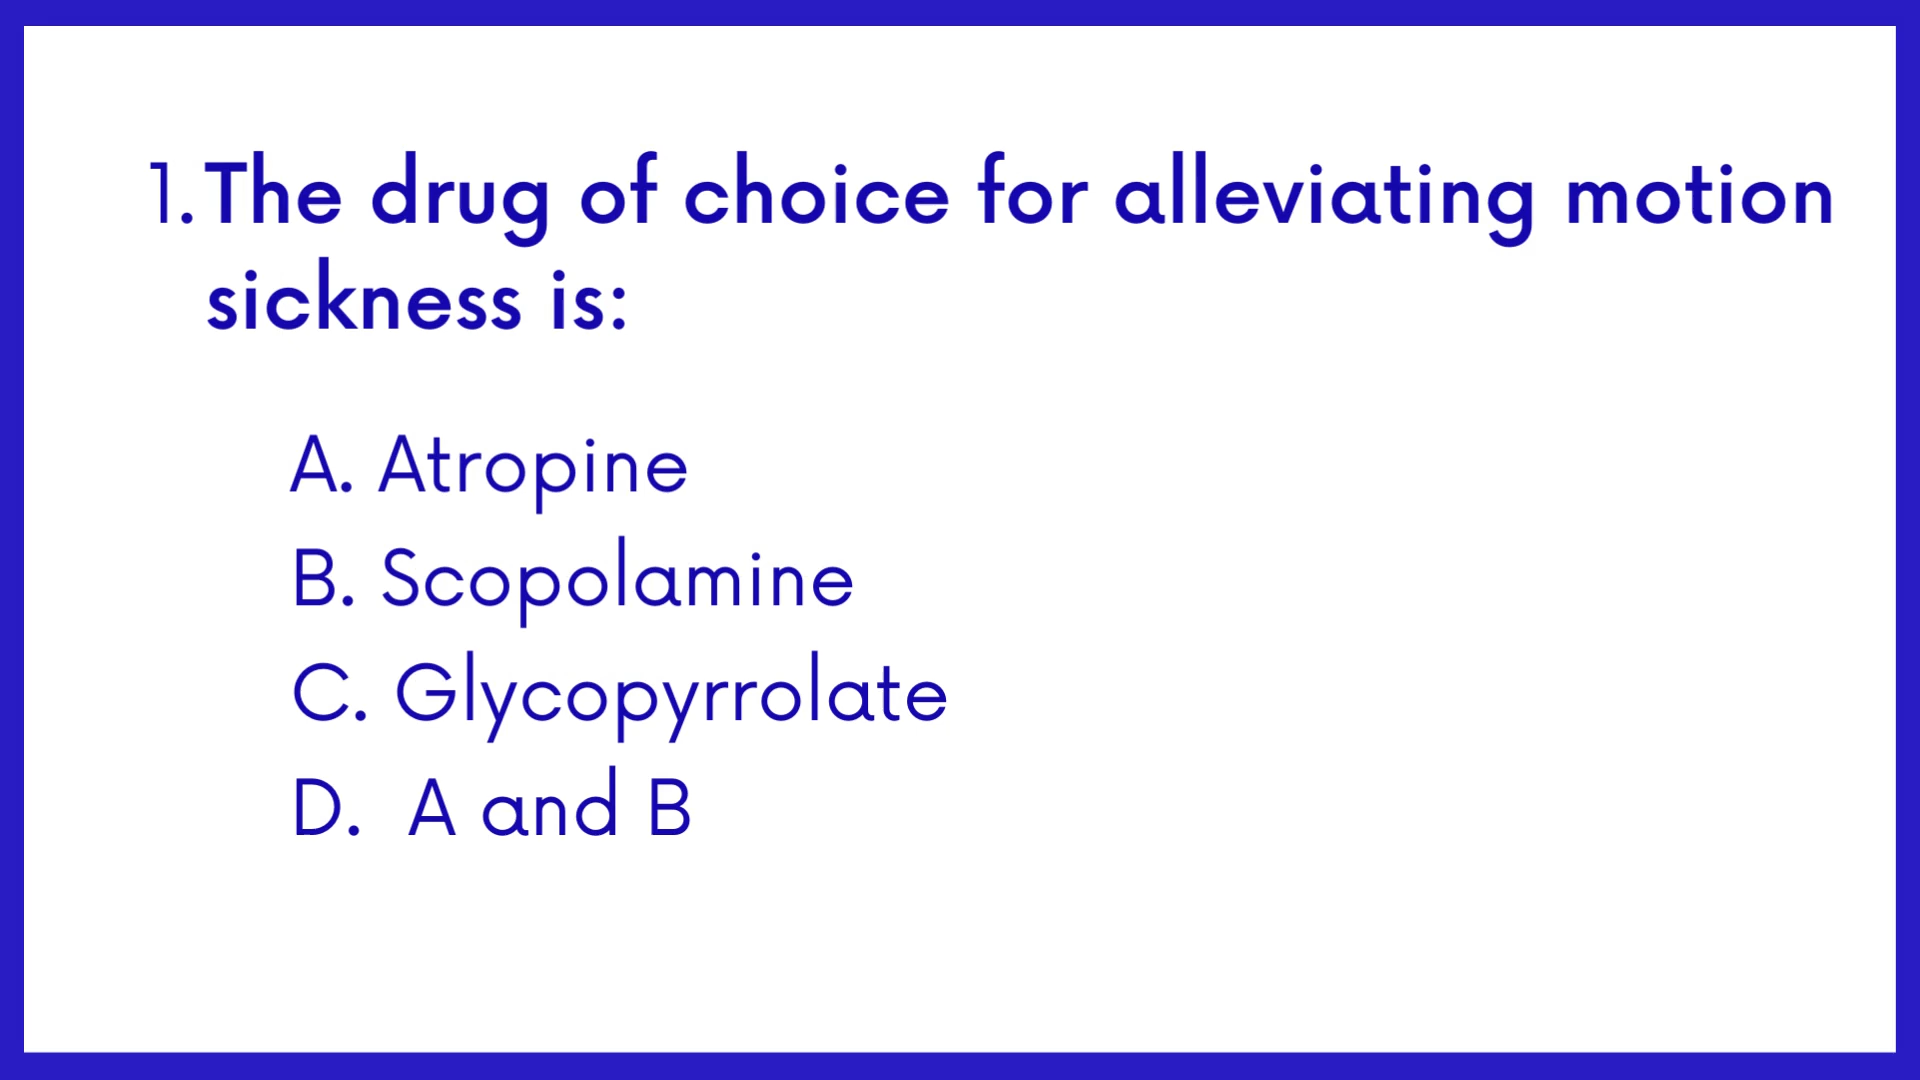 1. The drug of choice for alleviating motion
sickness is:
A. Atropine
B. Scopolamine
C. Glycopyrrolate
D. A and B